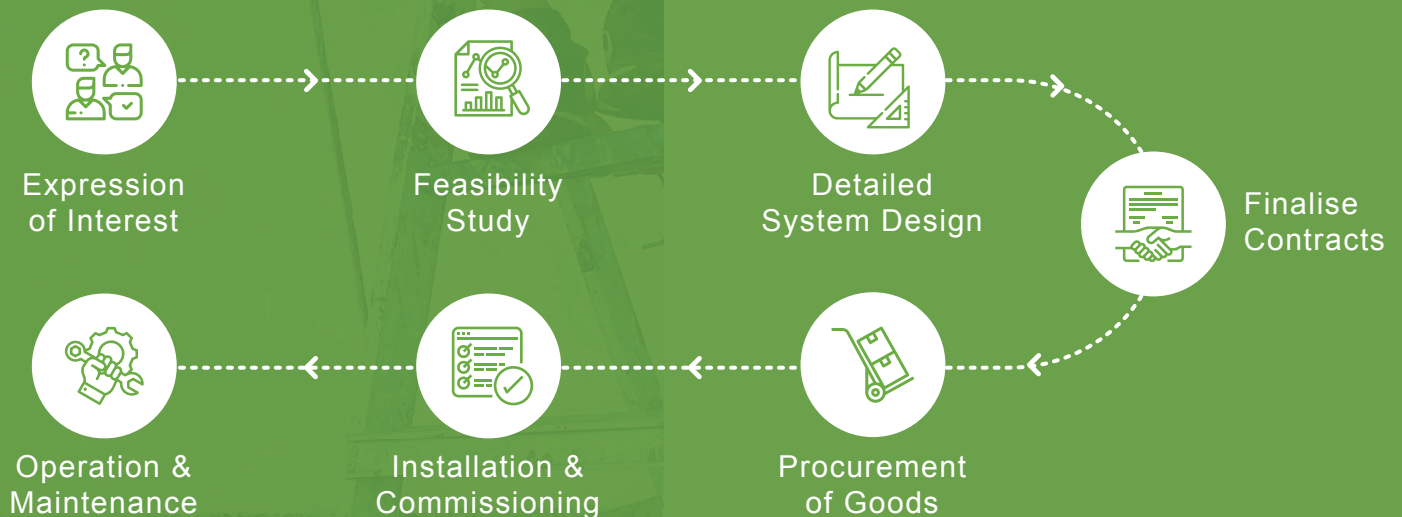 Expression
of Interest
Feasibility
Study
Detailed
System Design
Finalise
Contracts
Procurement
of Goods
Installation &
Commissioning
Operation &
Maintenance
?